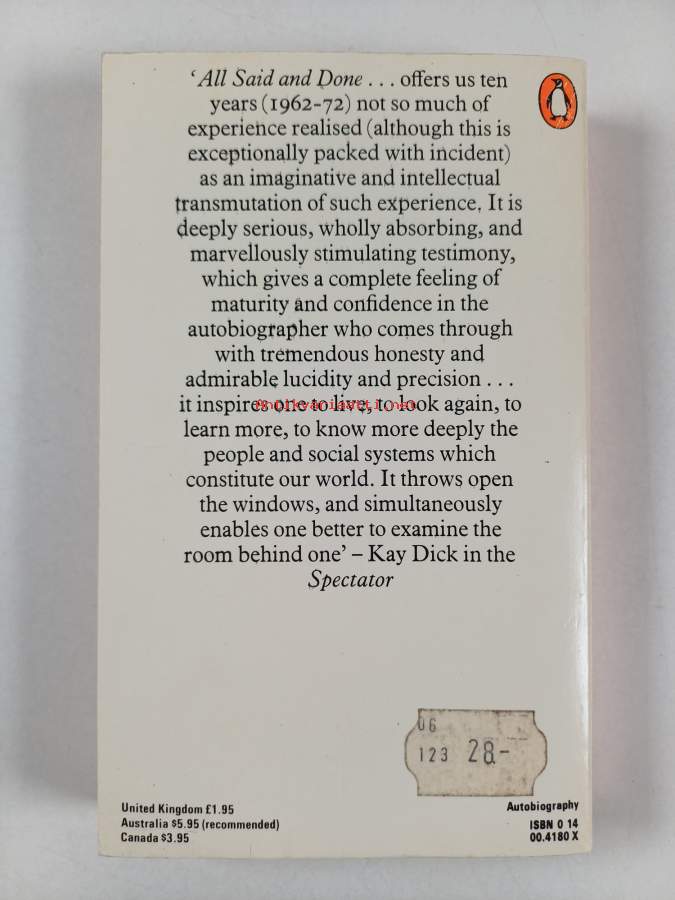 ‘All Said and Done . . . offers us ten
years (1962-72) not so much of
experience realised (although this is
exceptionally packed with incident)
as an imaginative and intellectual
transmutation of such experience. It is
deeply serious, wholly absorbing, and
marvellously stimulating testimony,
which gives a complete feeling of
maturity and confidence in the
autobiographer who comes through
with tremendous honesty and
admirable lucidity and precision . . .
it inspires one to live, to look again, to
Antikvariaatti.net
learn more, to know more deeply the
people and social systems which
constitute our world. It throws open
the windows, and simultaneously
enables one better to examine the
room behind one’ – Kay Dick in the
Spectator
06
123 28.-
United Kingdom £1.95
Australia $5.95 (recommended)
Canada $3.95
Autobiography
ISBN 0 14
00.4180 X